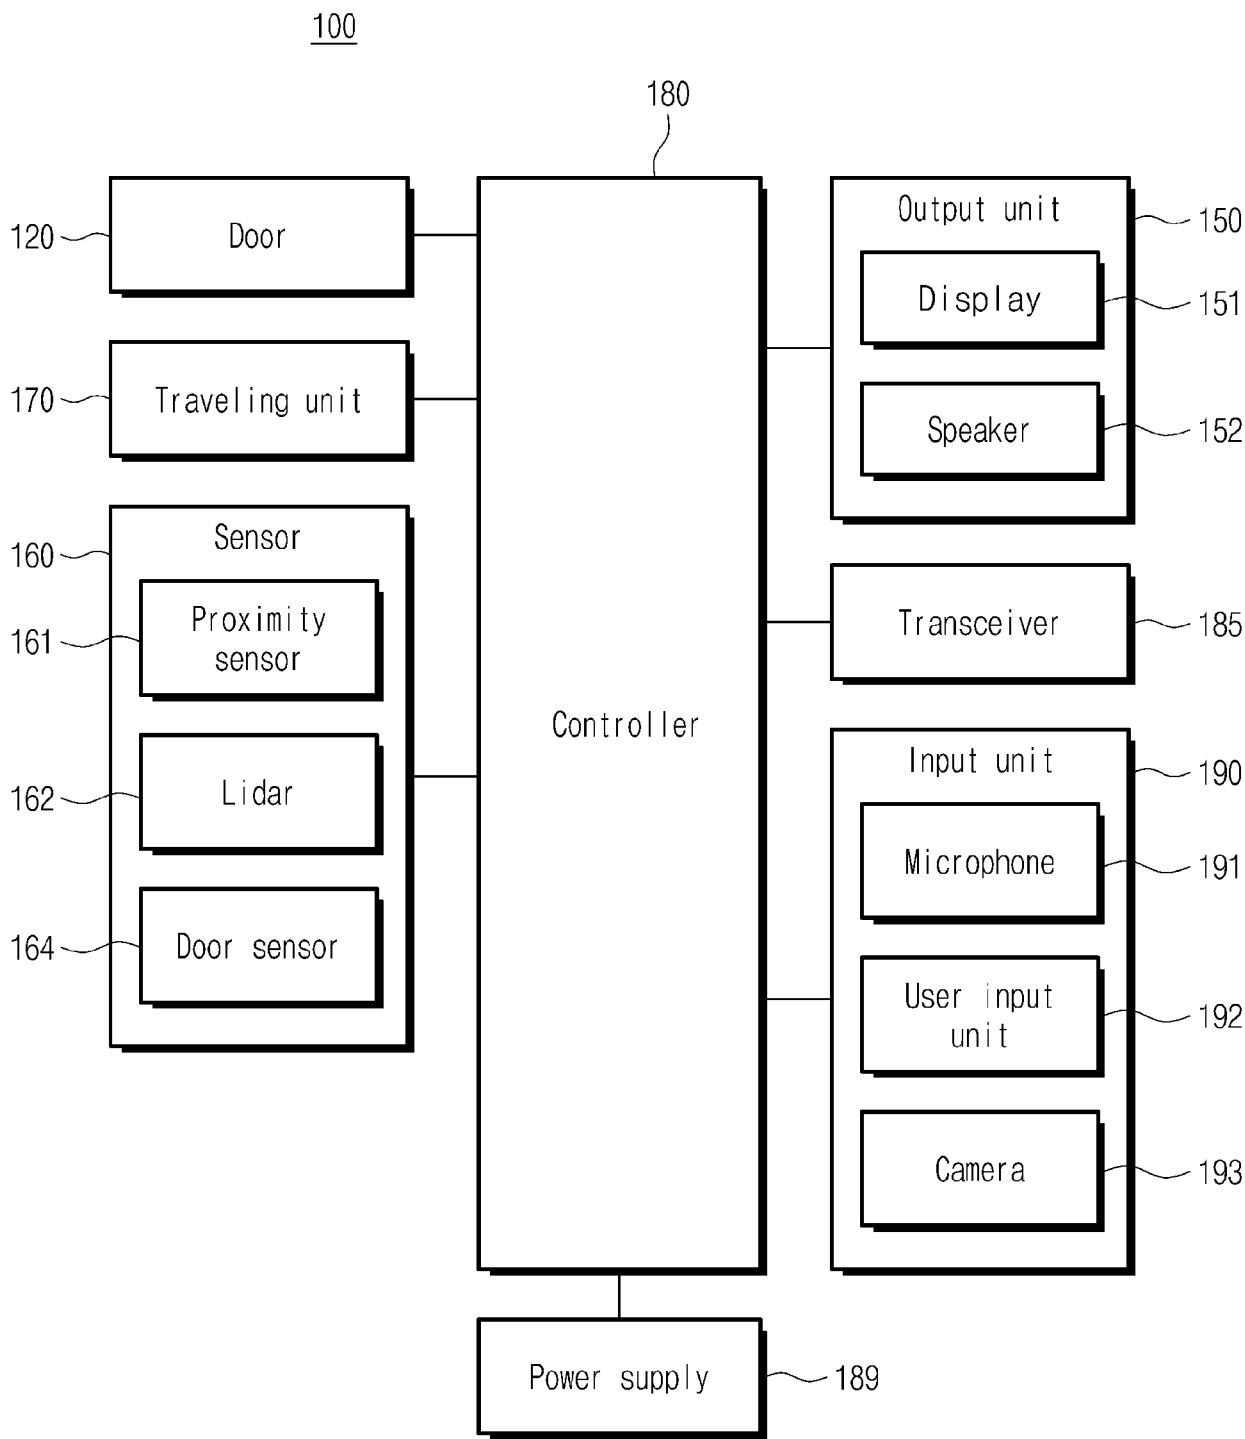 100
180
120
Door
170
Traveling unit
160
Sensor
161
Proximity
sensor
162
Lidar
164
Door sensor
Controller
Output unit
150
Display
151
Speaker
152
Transceiver
185
Input unit
190
Microphone
191
User input
unit
192
Camera
193
Power supply
189